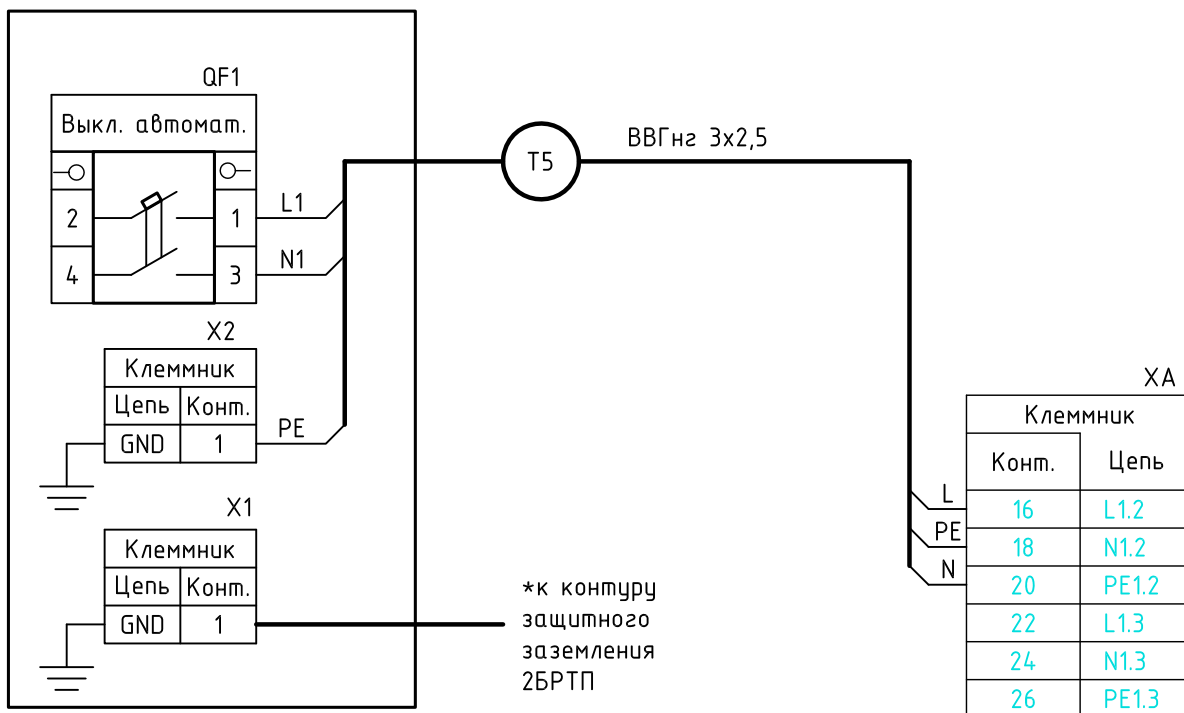 QF1
Выкл. автомат.
2
1
L1
4
3
N1
X2
Клеммник
Цепь Конт.
GND 1
PE
X1
Клеммник
Цепь Конт.
GND 1
T5
ВВГнг 3x2,5
*к контуру
защитного
заземления
2БРТП
XA
Клеммник
Конт. Цепь
L
16 L1.2
PE
18 N1.2
N
20 PE1.2
22 L1.3
24 N1.3
26 PE1.3